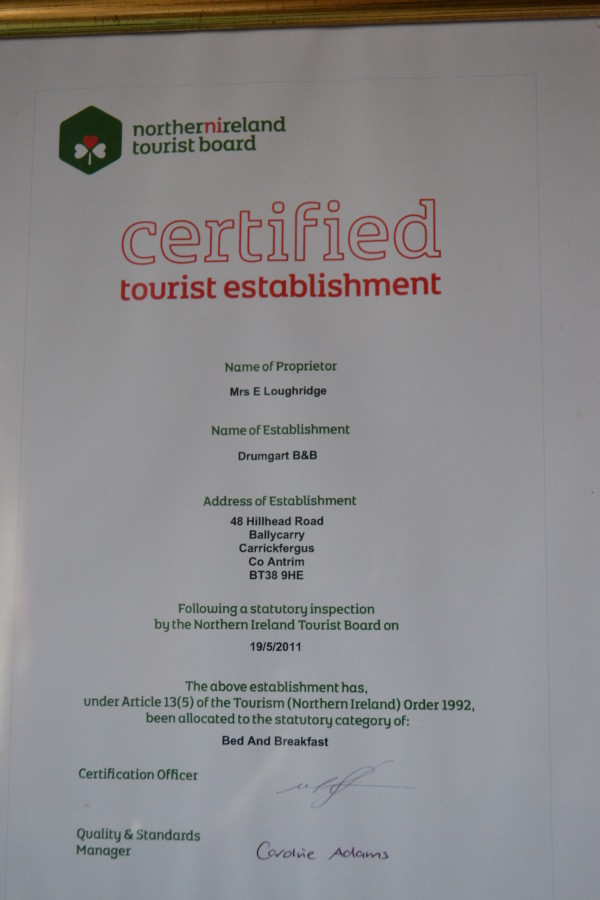 northernireland
tourist board
certified
tourist establishment
Name of Proprietor
Mrs E Loughridge
Name of Establishment
Drumgart B&B
Address of Establishment
48 Hillhead Road
Ballycarry
Carrickfergus
Co Antrim
BT38 9HE
Following a statutory inspection
by the Northern Ireland Tourist Board on
19/5/2011
The above establishment has,
under Article 13(5) of the Tourism (Northern Ireland) Order 1992,
been allocated to the statutory category of:
Bed And Breakfast
Certification Officer
Quality & Standards
Manager
Caroline Adams